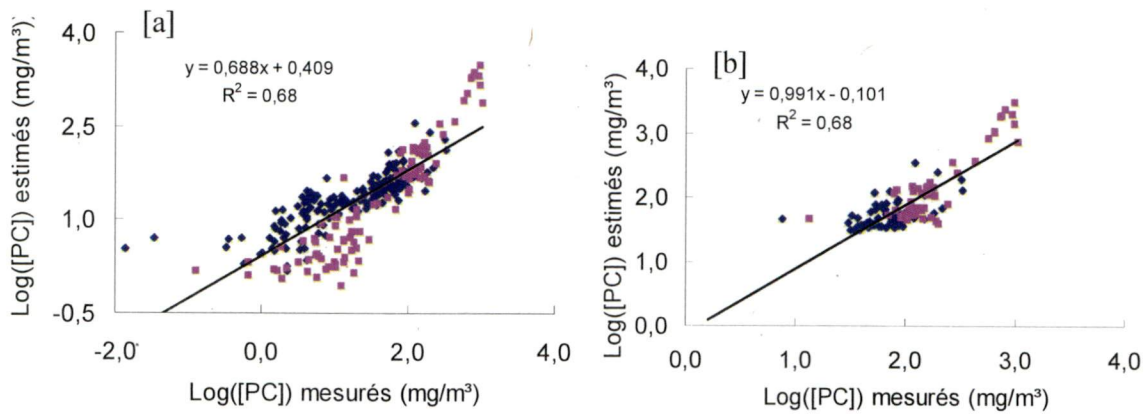 [a]
y = 0,688x + 0,409
R² = 0,68
Log([PC]) estimés (mg/m³)
4,0
2,5
1,0
-0,5
-2,0
0,0
2,0
4,0
Log([PC]) mesurés (mg/m³)
[b]
y = 0,991x - 0,101
R² = 0,68
Log([PC]) estimés (mg/m³)
4,0
3,0
2,0
1,0
0,0
0,0
1,0
2,0
3,0
4,0
Log([PC]) mesurés (mg/m³)